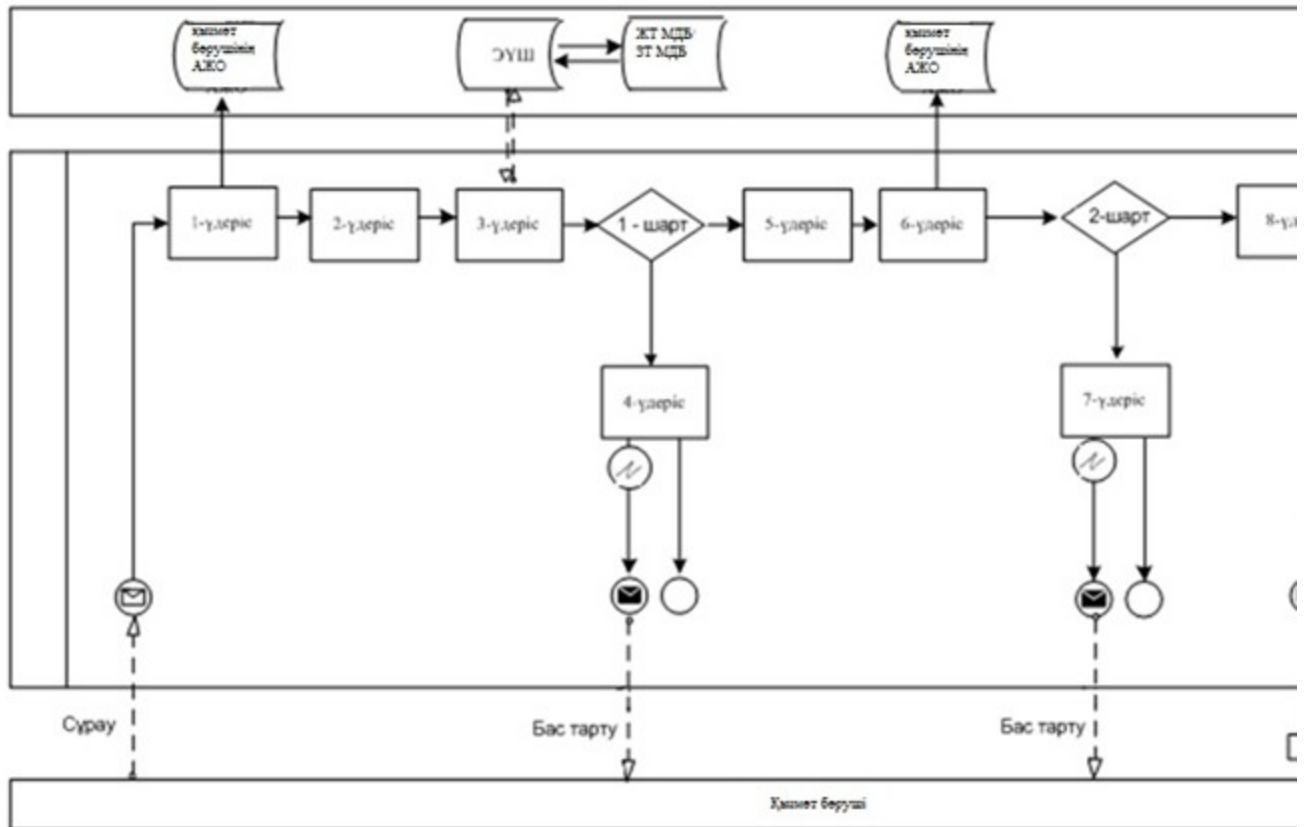 қызмет
берушінің
АЖО
ЭҮШ
ЖТ МДБ/
ЗТ МДБ
қызмет
берушінің
АЖО
1-үдеріс
2-үдеріс
3-үдеріс
1 - шарт
5-үдеріс
6-үдеріс
2-шарт
4-үдеріс
7-үдеріс
Сұрау
Бас тарту
Бас тарту
Қызмет беруші